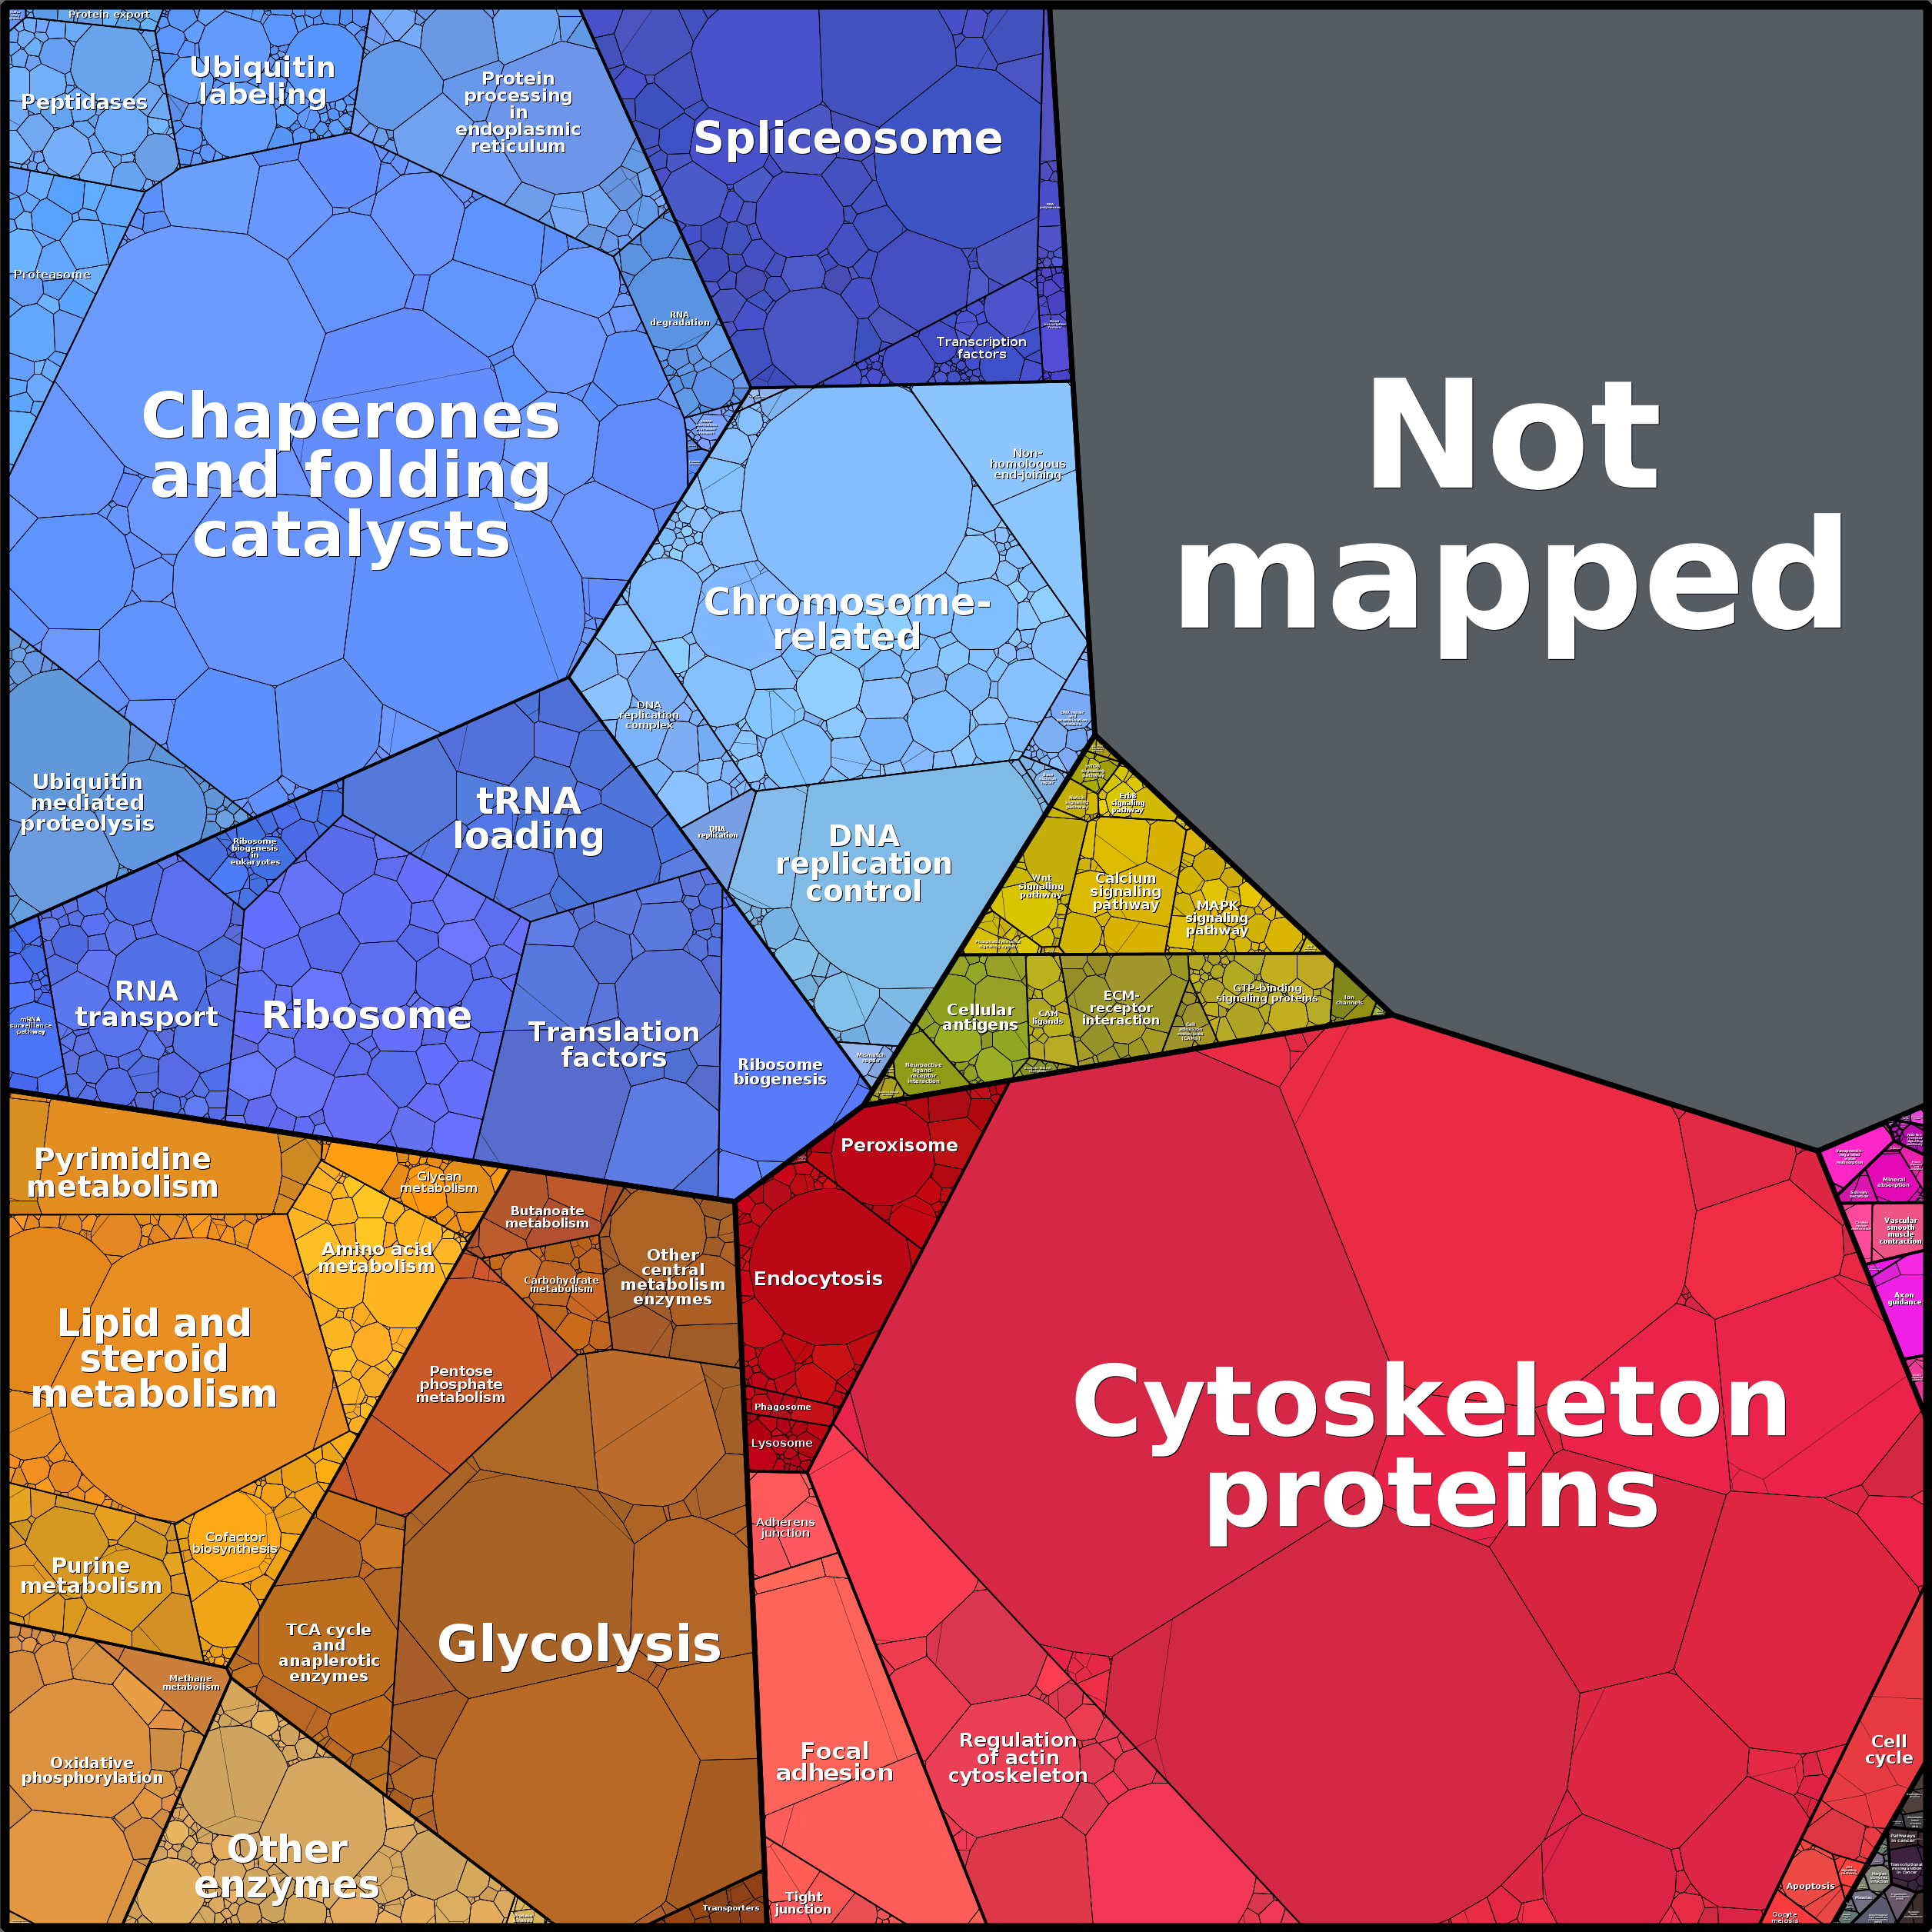 Protein export
Peptidases
Ubiquitin
labeling
Protein
processing
in
endoplasmic
reticulum
Spliceosome
Proteasome
RNA
degradation
Transcription
factors
Chaperones
and folding
catalysts
Non-
homologous
end-joining
Not
mapped
Chromosome-
related
DNA
replication
complex
Ubiquitin
mediated
proteolysis
tRNA
loading
DNA
replication
DNA
replication
control
Ribosome
biogenesis
in
eukaryotes
ErbB
signaling
pathway
Wnt
signaling
pathway
Calcium
signaling
pathway
MAPK
signaling
pathway
RNA
transport
Ribosome
mRNA
surveillance
pathway
Translation
factors
Ribosome
biogenesis
Mismatch
repair
Cellular
antigens
CAM
ligands
ECM-
receptor
interaction
GTP-binding
signaling proteins
Ion
channels
Neuroactive
ligand-
receptor
interaction
Pyrimidine
metabolism
Glycan
metabolism
Amino acid
metabolism
Butanoate
metabolism
Carbohydrate
metabolism
Other
central
metabolism
enzymes
Peroxisome
Endocytosis
Mineral
absorption
Vascular
smooth
muscle
contraction
Axon
guidance
Lipid and
steroid
metabolism
Pentose
phosphate
metabolism
Phagosome
Lysosome
Cytoskeleton
proteins
Adherens
junction
Cofactor
biosynthesis
Purine
metabolism
TCA cycle
and
anaplerotic
enzymes
Glycolysis
Methane
metabolism
Oxidative
phosphorylation
Focal
adhesion
Regulation
of actin
cytoskeleton
Cell
cycle
Other
enzymes
Pathways
in cancer
Apoptosis
Tight
junction
Transporters
Oocyte
meiosis